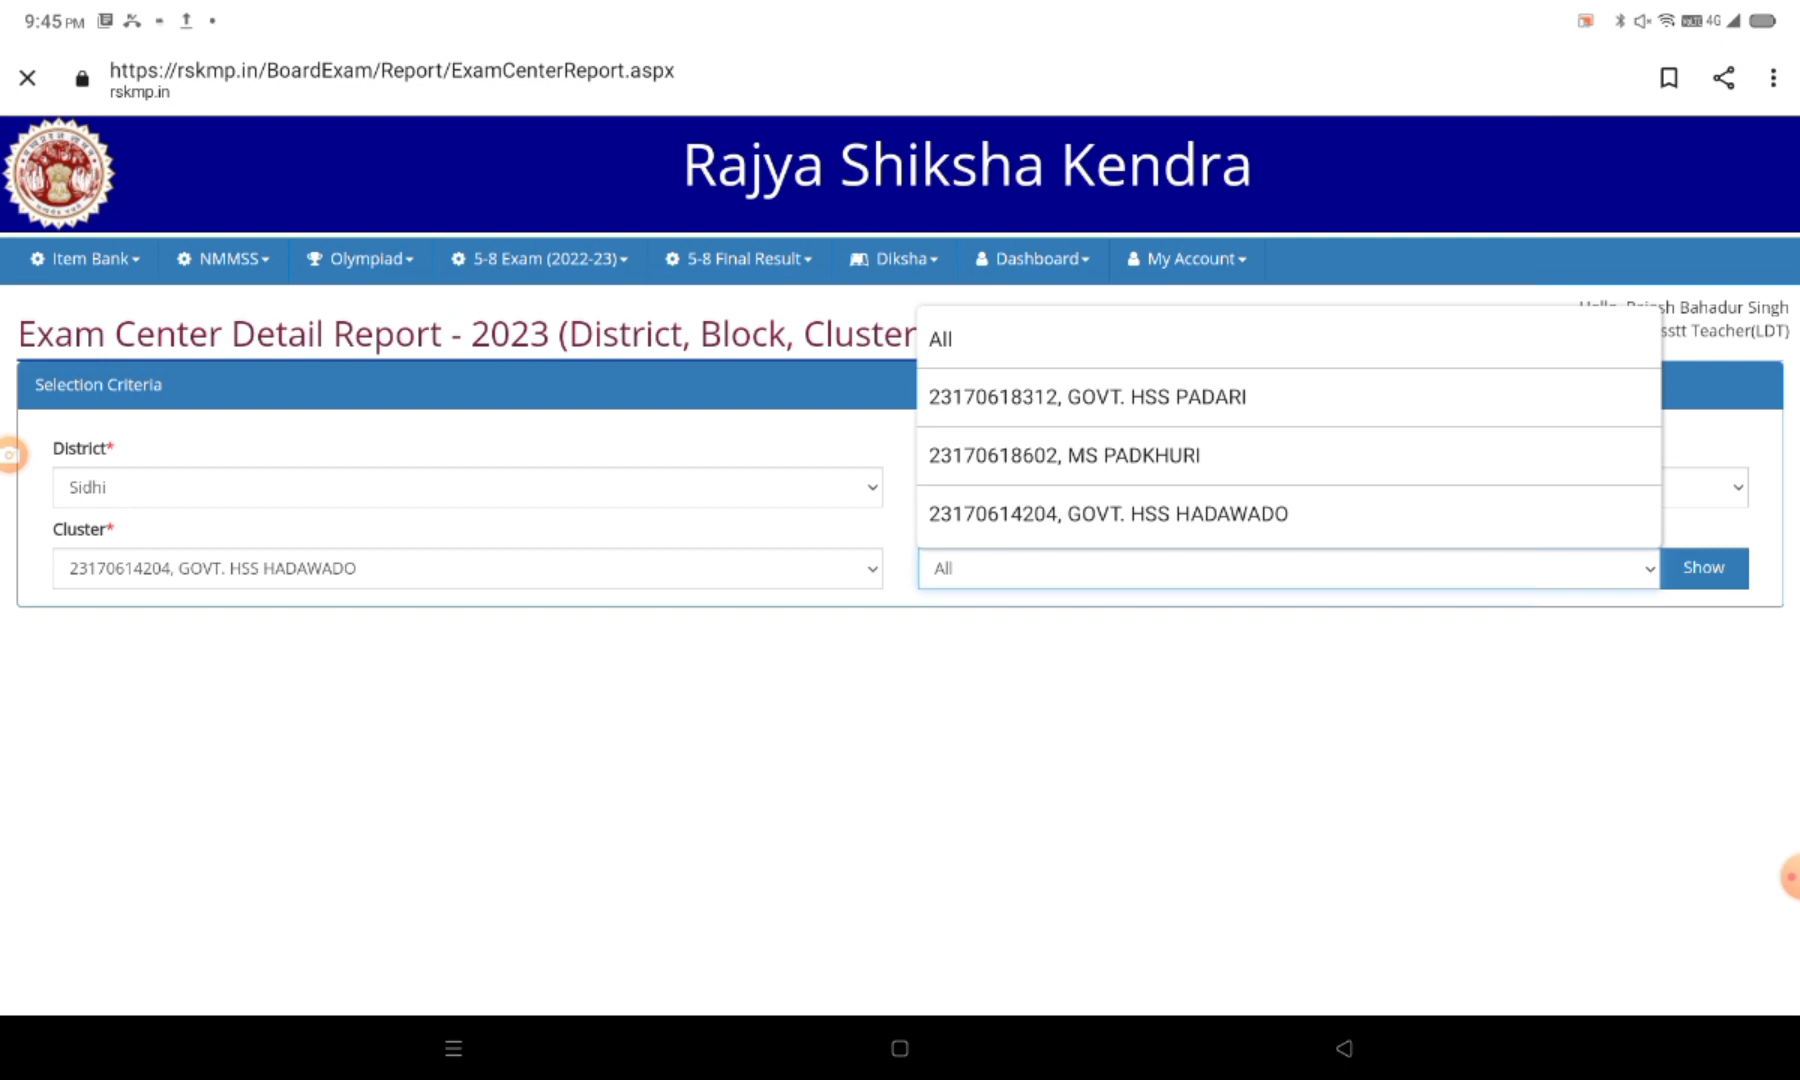 9:45 PM
4G
https://rskmp.in/BoardExam/Report/ExamCenterReport.aspx
rskmp.in
Rajya Shiksha Kendra
Item Bank
NMMSS
Olympiad
5-8 Exam (2022-23)
5-8 Final Result
Diksha
Dashboard
My Account
Bahadur Singh
Teacher(LDT)
Exam Center Detail Report - 2023 (District, Block, Cluster
All
23170618312, GOVT. HSS PADARI
23170618602, MS PADKHURI
23170614204, GOVT. HSS HADAWADO
Selection Criteria
District*
Sidhi
Cluster*
23170614204, GOVT. HSS HADAWADO
All
Show